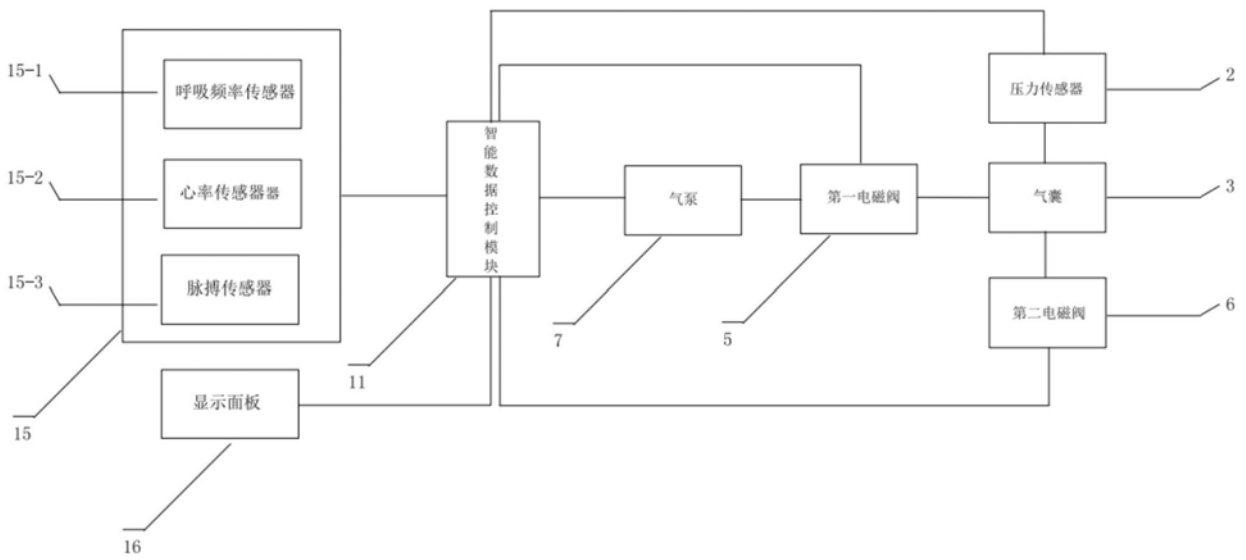 15-1
呼吸频率传感器
15-2
心率传感器器
15-3
脉搏传感器
15
显示面板
16
智能数据控制模块
11
气泵
7
第一电磁阀
5
压力传感器
2
气囊
3
第二电磁阀
6